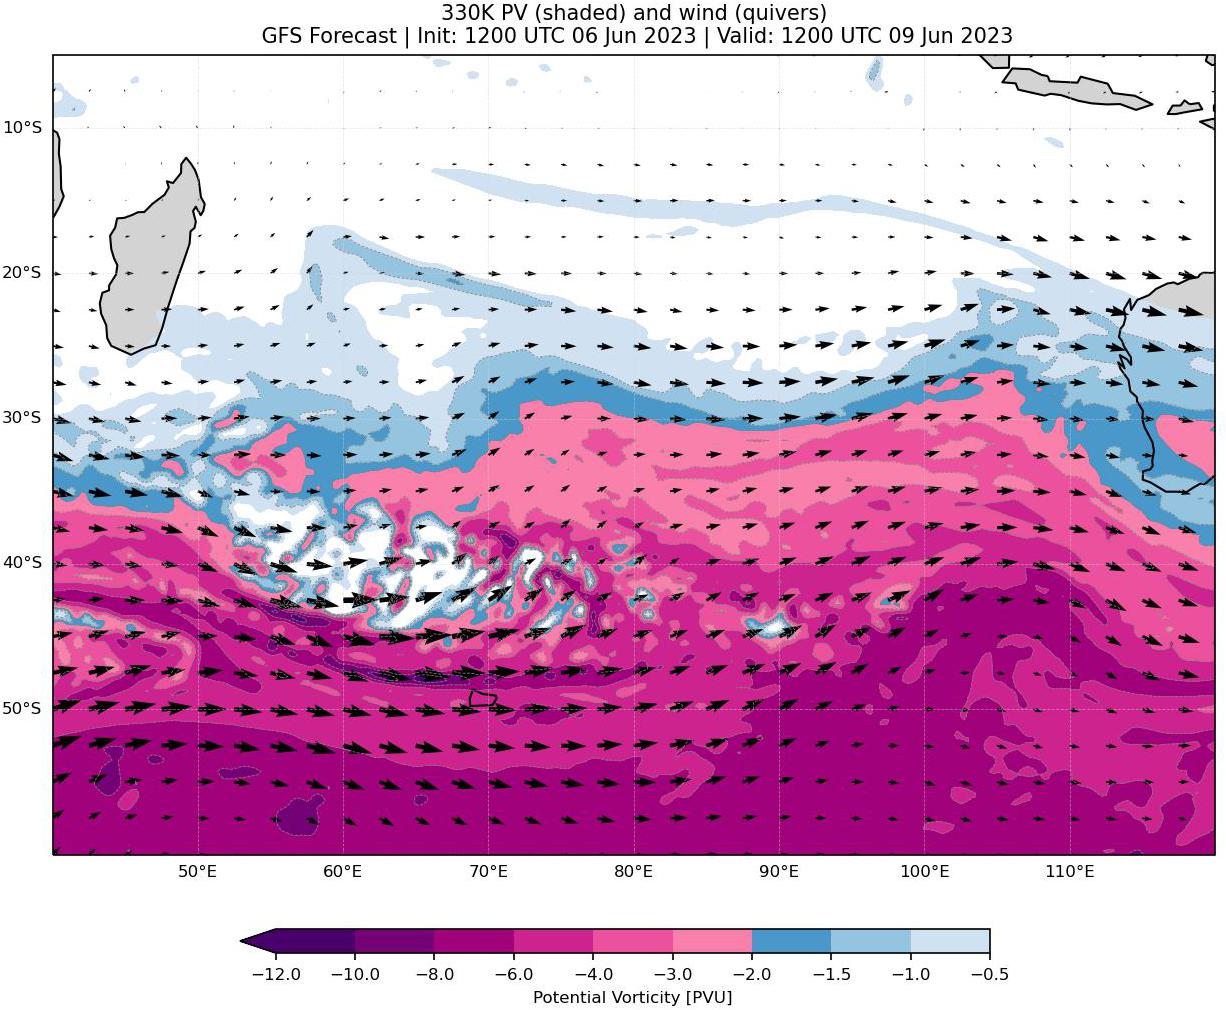 330K PV (shaded) and wind (quivers)
GFS Forecast | Init: 1200 UTC 06 Jun 2023 | Valid: 1200 UTC 09 Jun 2023
10°S
20°S
30°S
40°S
50°S
50°E 60°E 70°E 80°E 90°E 100°E 110°E
−12.0 −10.0 −8.0 −6.0 −4.0 −3.0 −2.0 −1.5 −1.0 −0.5
Potential Vorticity [PVU]